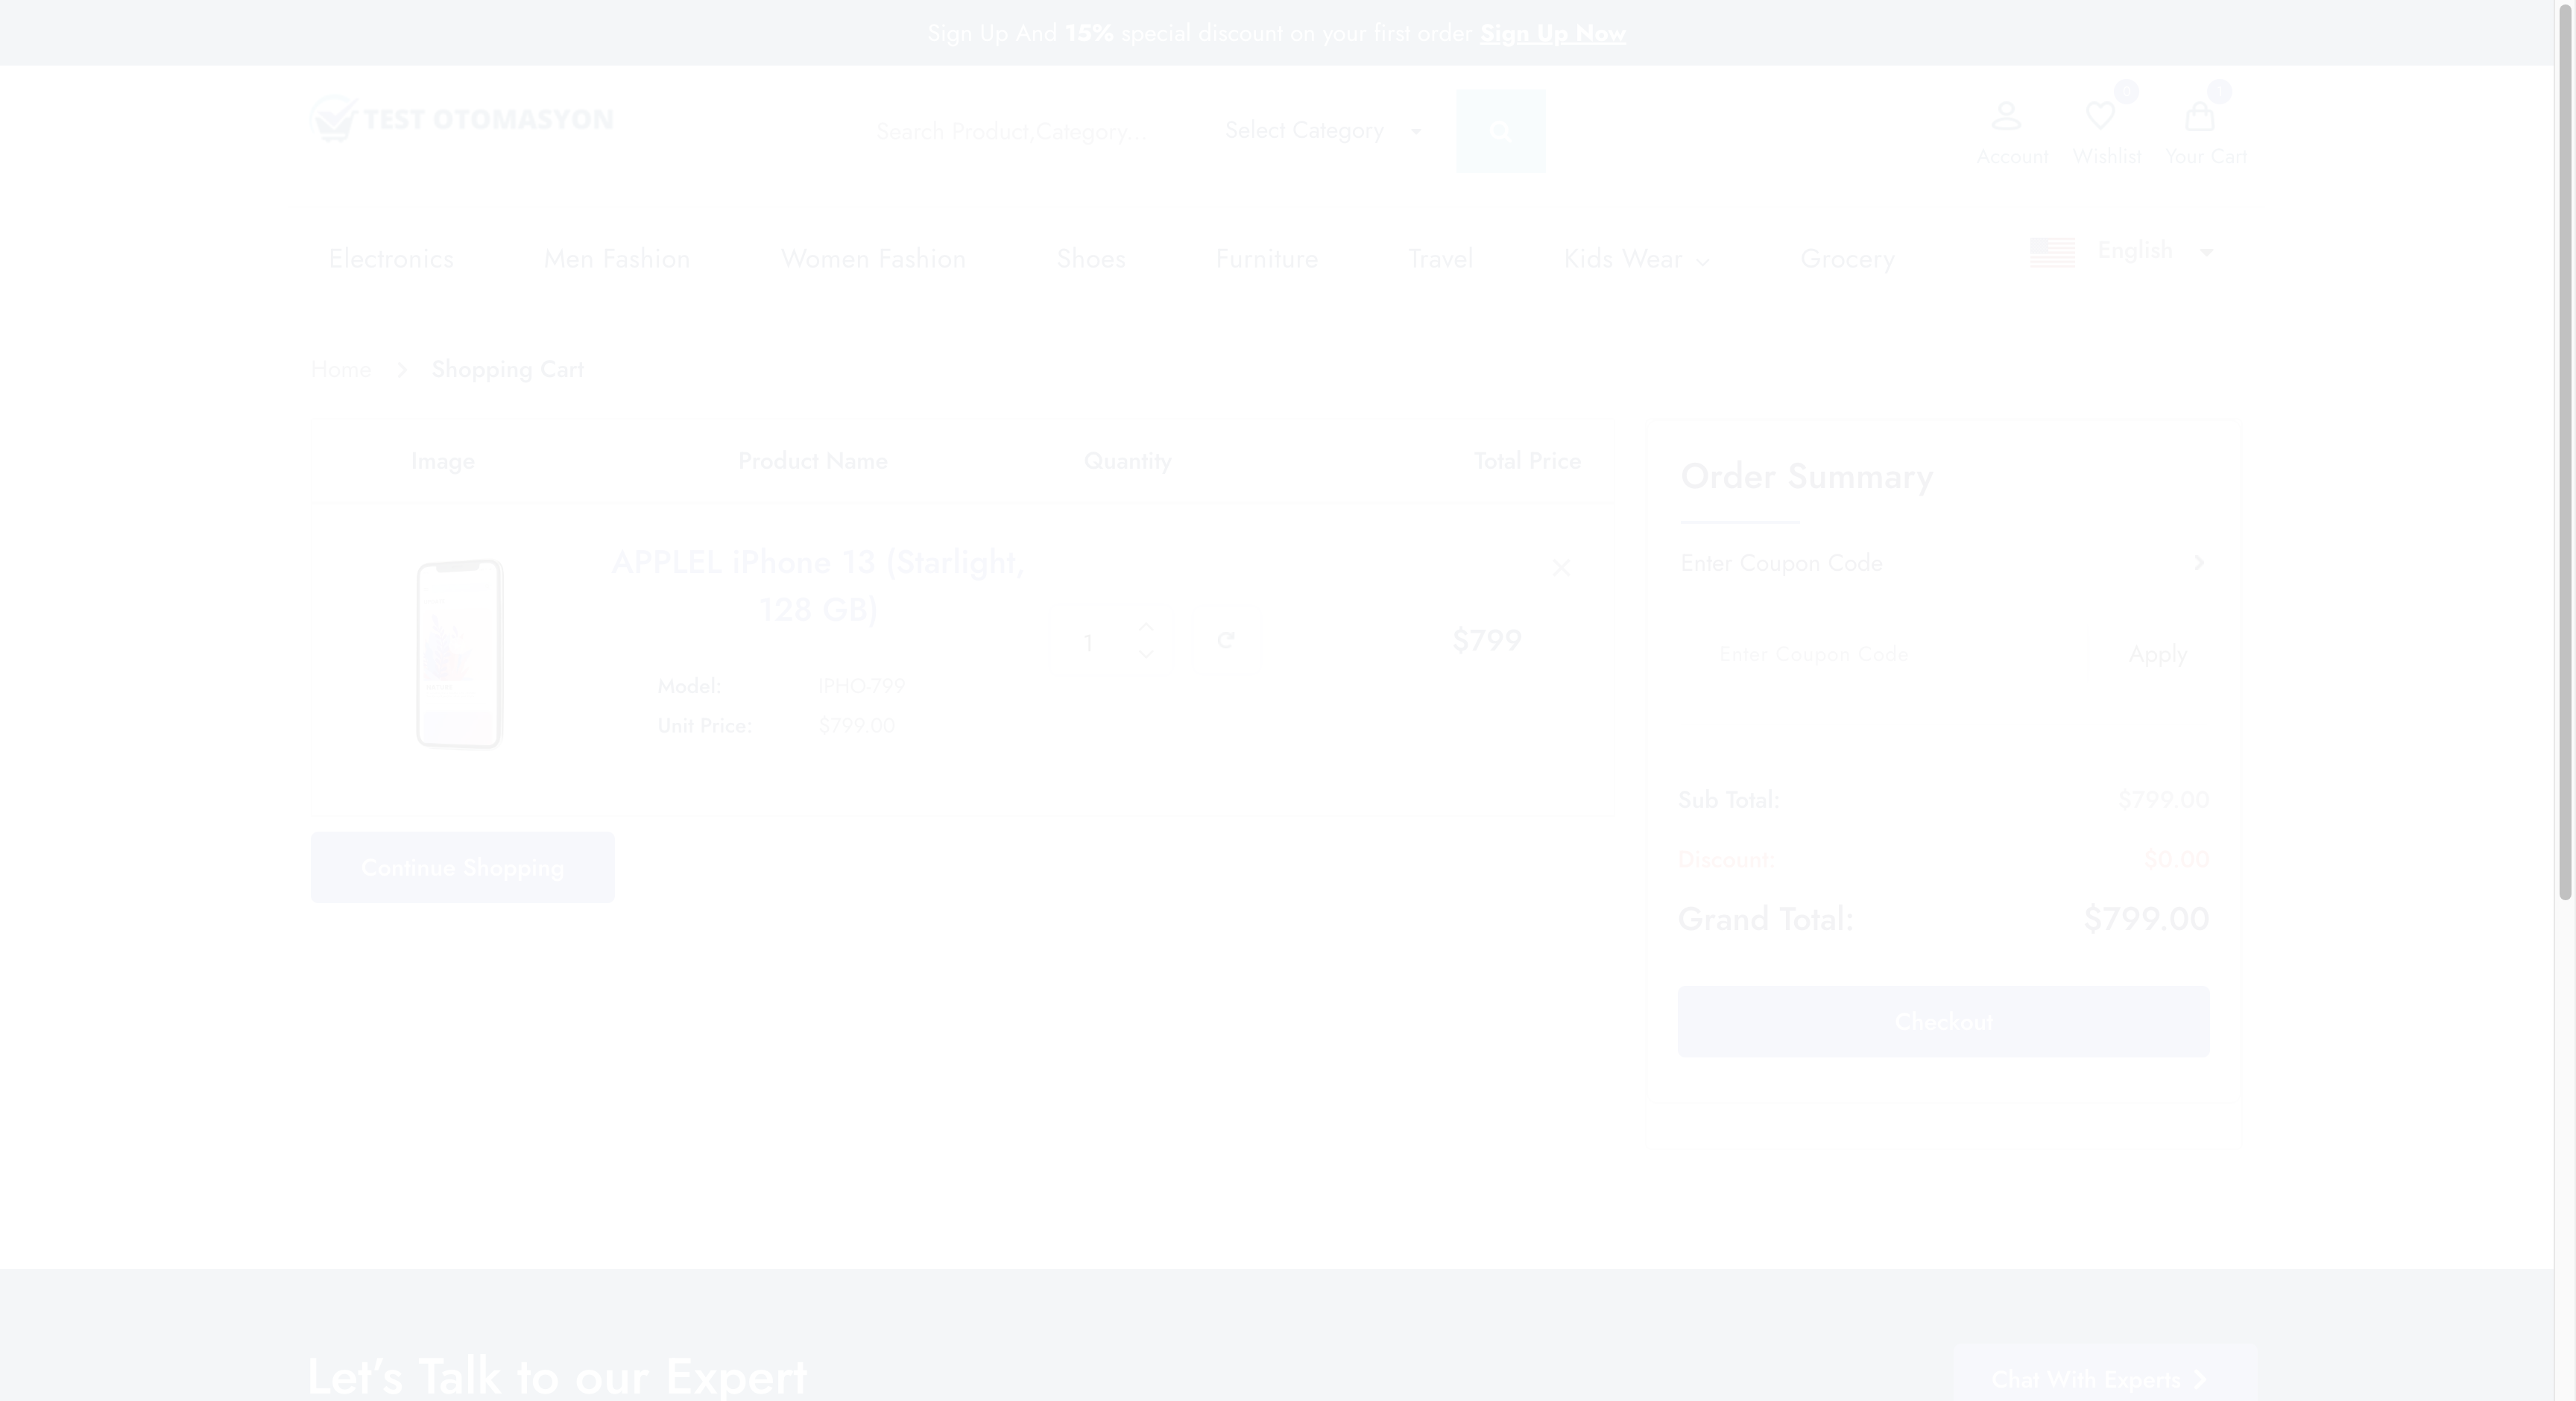 Sign Up And 15% special discount on your first order Sign Up Now
TEST OTOMASYON
Search Product,Category...
Select Category
0
1
Account
Wishlist
Your Cart
Electronics
Men Fashion
Women Fashion
Shoes
Furniture
Travel
Kids Wear
Grocery
English
Home
Shopping Cart
Image
Product Name
Quantity
Total Price
APPLEL iPhone 13 (Starlight,
128 GB)
1
$799
Model: IPHO-799
Unit Price: $799.00
Continue Shopping
Order Summary
Enter Coupon Code
Enter Coupon Code
Apply
Sub Total: $799.00
Discount: $0.00
Grand Total: $799.00
Checkout
Let's Talk to our Expert
Chat With Experts